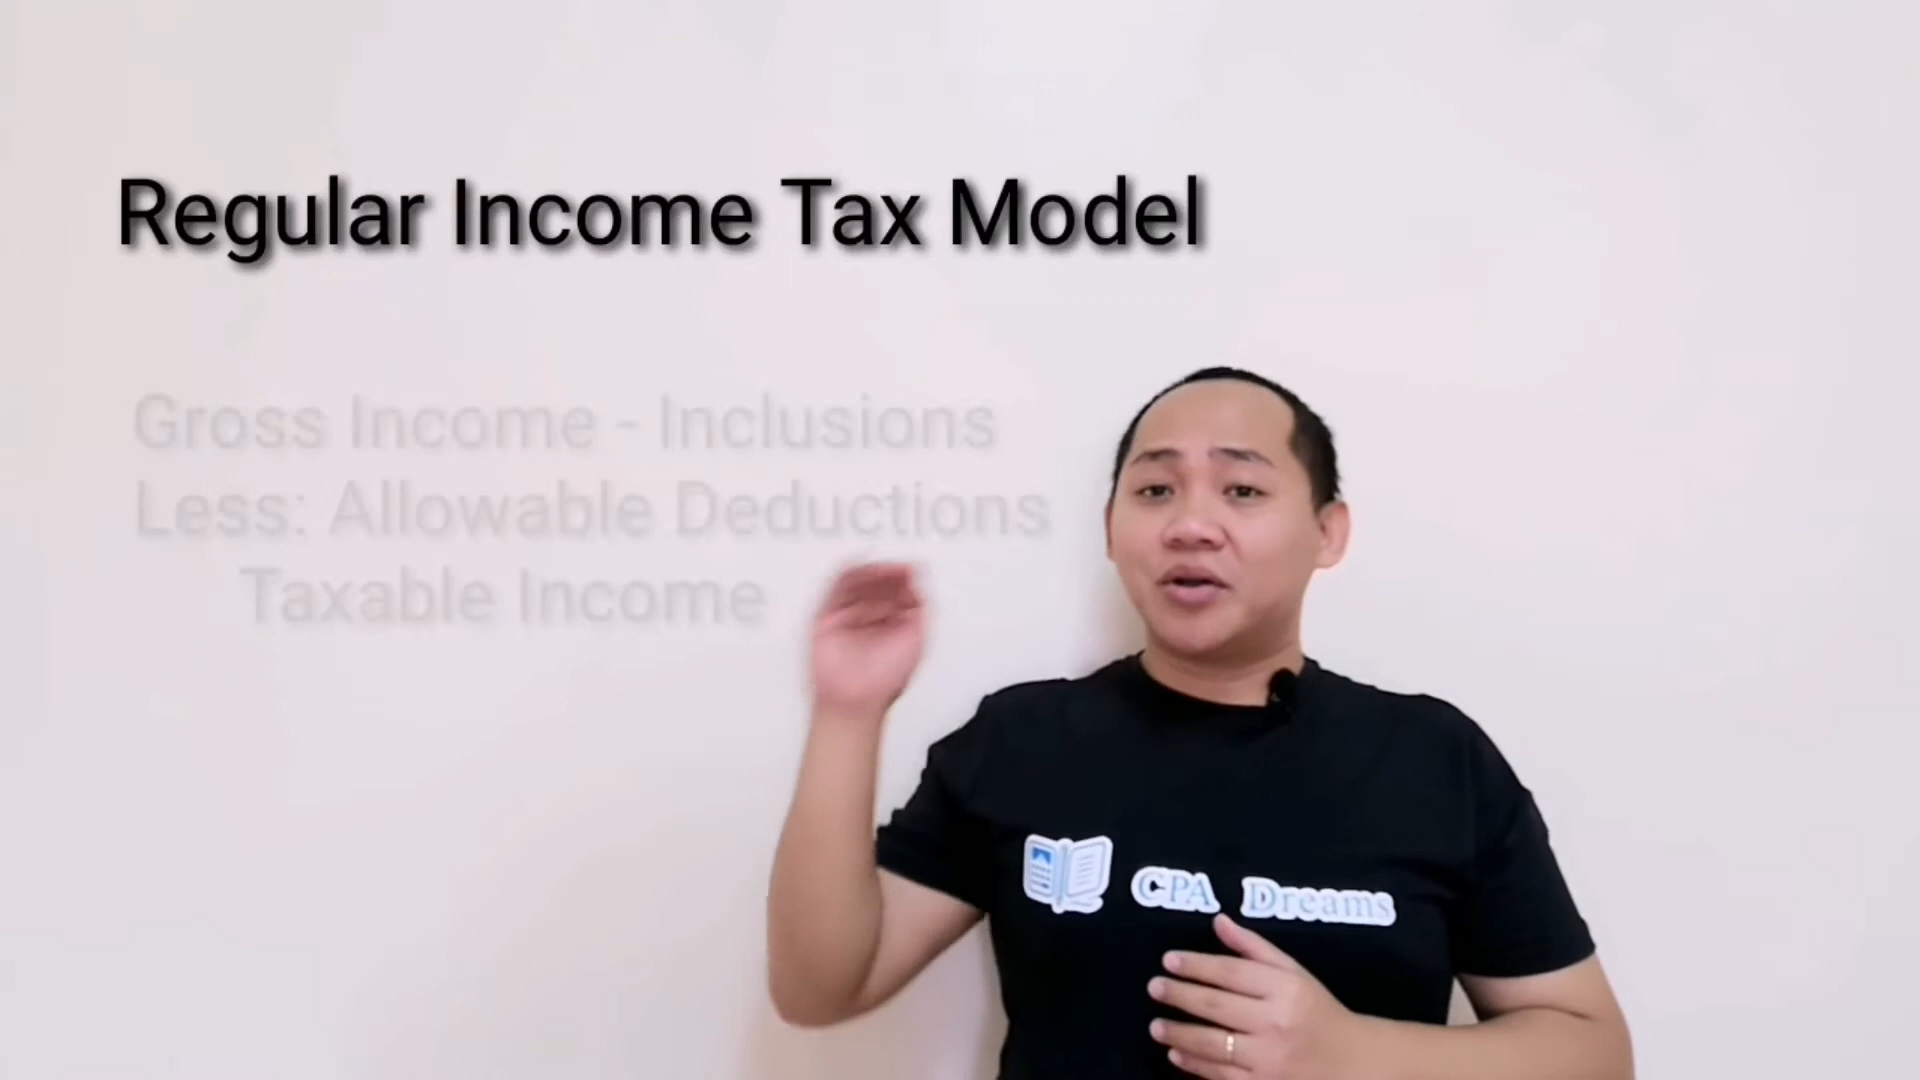 Regular Income Tax Model
Gross Income - Inclusions
Less: Allowable Deductions
Taxable Income
CPA Dreams